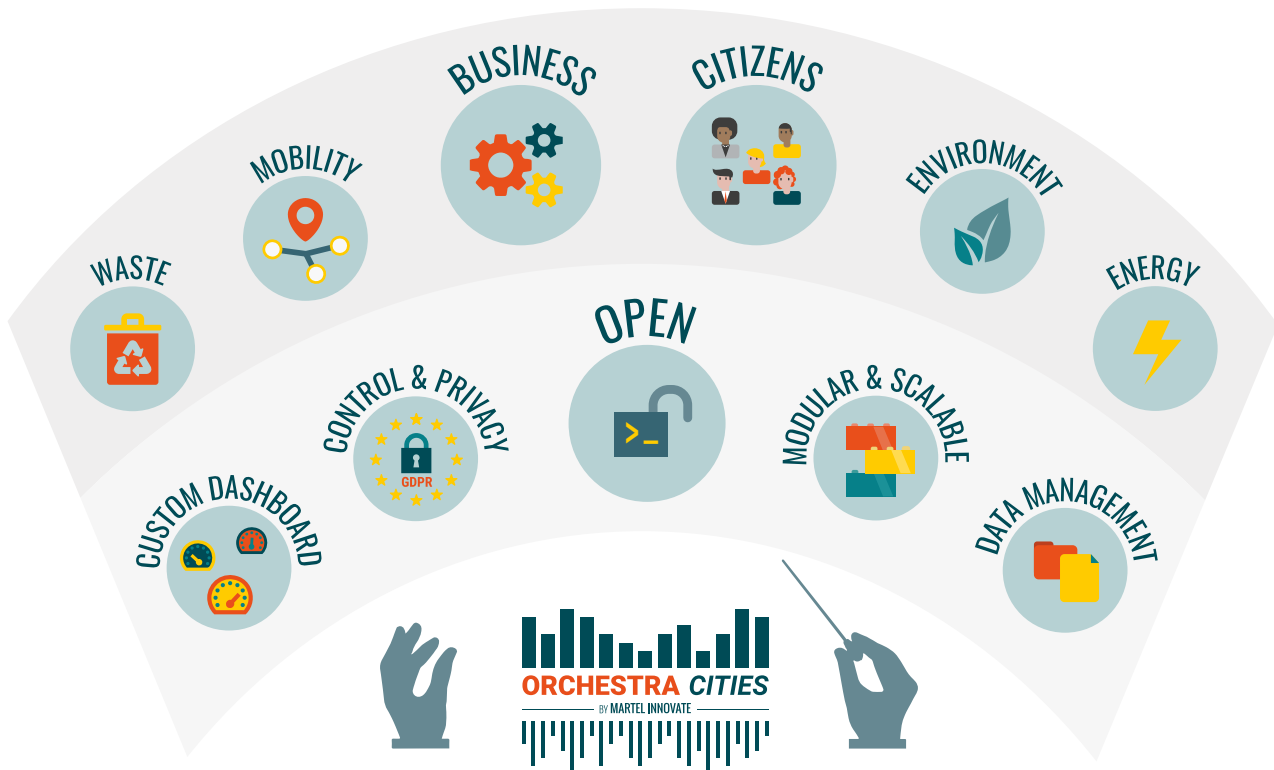 BUSINESS
CITIZENS
MOBILITY
ENVIRONMENT
WASTE
ENERGY
OPEN
CONTROL & PRIVACY
GDPR
MODULAR & SCALABLE
>_
CUSTOM DASHBOARD
DATA MANAGEMENT
ORCHESTRA CITIES
BY MARTEL INNOVATE